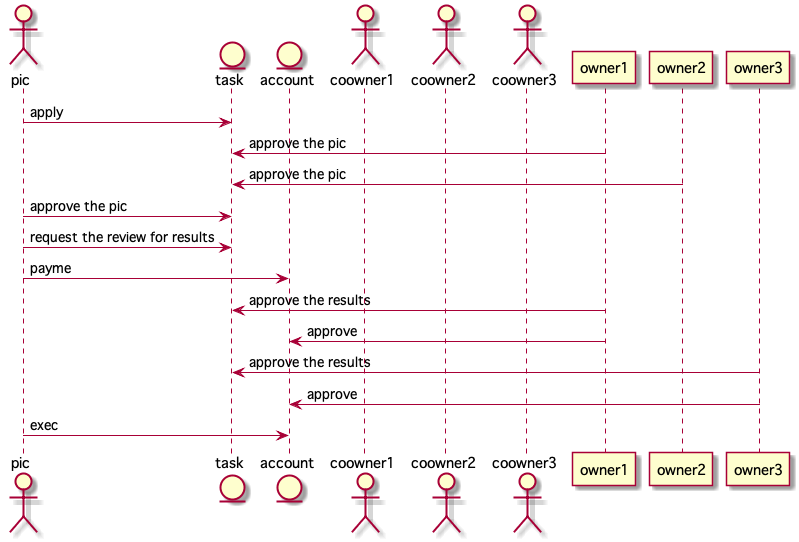 pic task account coowner1 coowner2 coowner3 owner1 owner2 owner3
apply
approve the pic
approve the pic
approve the pic
request the review for results
payme
approve the results
approve
approve the results
approve
exec
pic task account coowner1 coowner2 coowner3 owner1 owner2 owner3